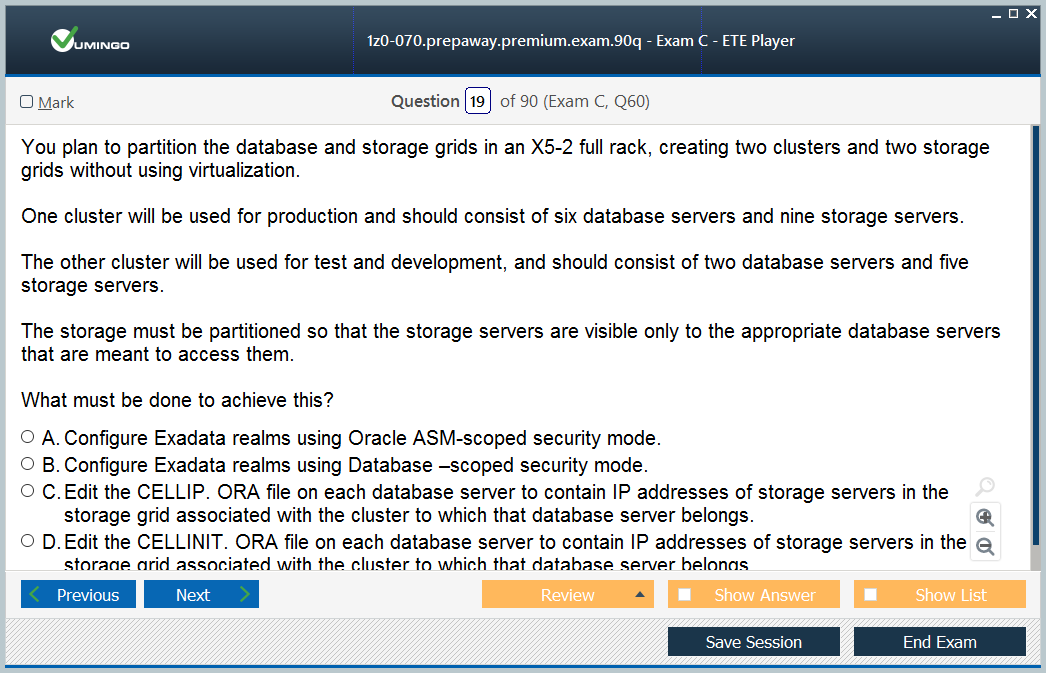 VUMINGO
1z0-070.prepaway.premium.exam.90q - Exam C - ETE Player
Mark
Question 19 of 90 (Exam C, Q60)
You plan to partition the database and storage grids in an X5-2 full rack, creating two clusters and two storage
grids without using virtualization.
One cluster will be used for production and should consist of six database servers and nine storage servers.
The other cluster will be used for test and development, and should consist of two database servers and five
storage servers.
The storage must be partitioned so that the storage servers are visible only to the appropriate database servers
that are meant to access them.
What must be done to achieve this?
A. Configure Exadata realms using Oracle ASM-scoped security mode.
B. Configure Exadata realms using Database –scoped security mode.
C. Edit the CELLIP. ORA file on each database server to contain IP addresses of storage servers in the
storage grid associated with the cluster to which that database server belongs.
D. Edit the CELLINIT. ORA file on each database server to contain IP addresses of storage servers in the
storage grid associated with the cluster to which that database server belongs
Previous
Next
Review
Show Answer
Show List
Save Session
End Exam